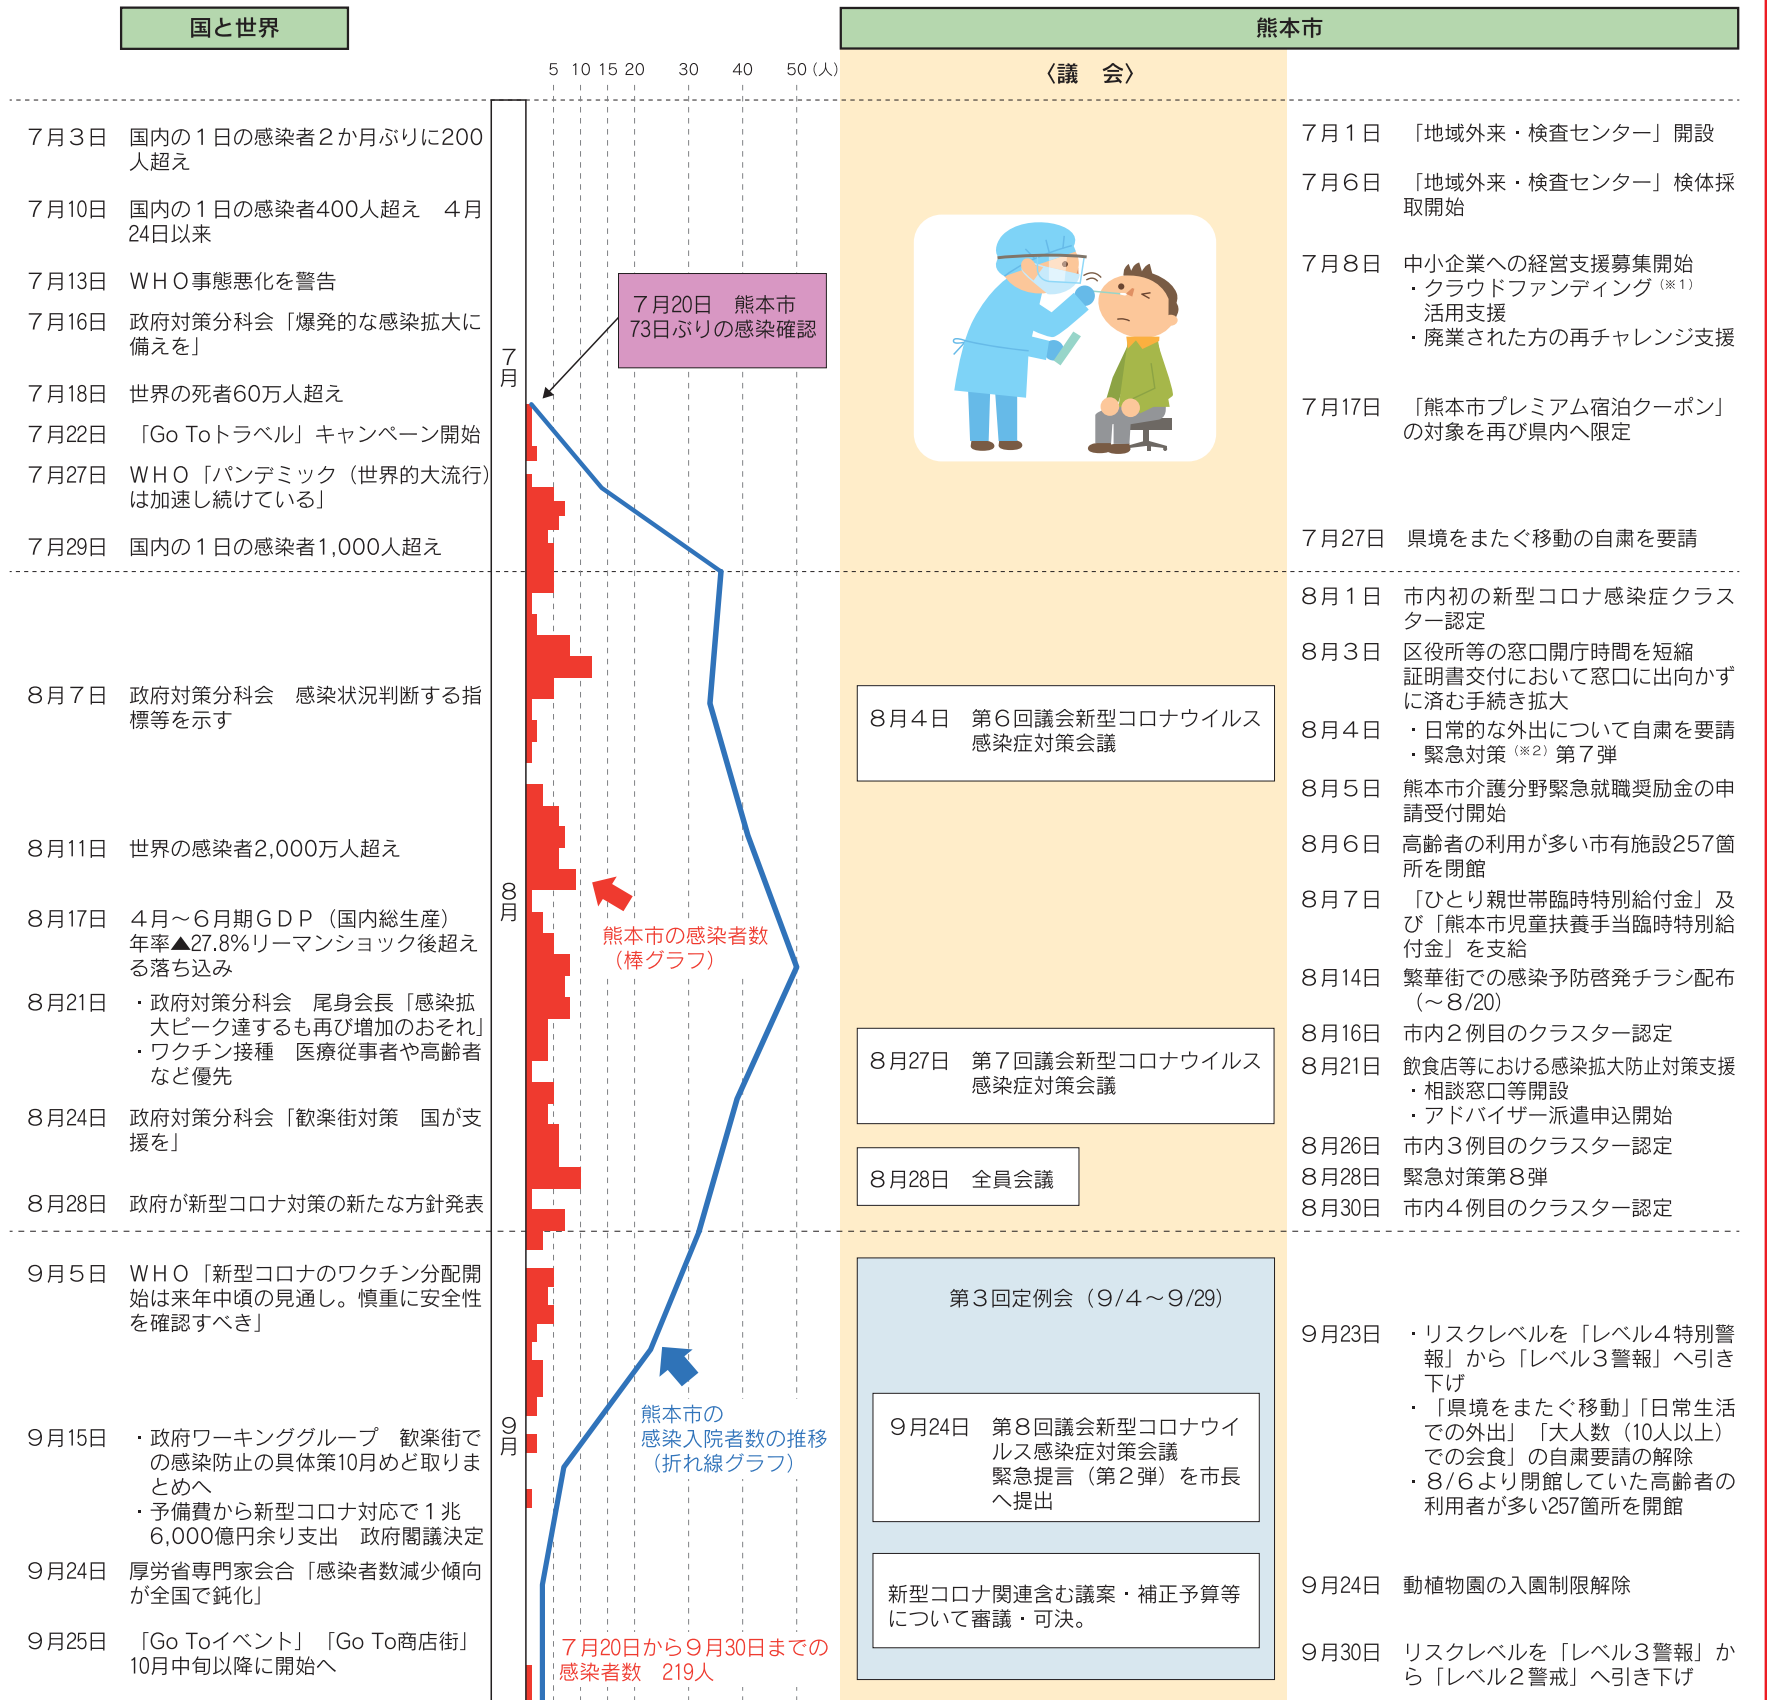 国と世界
熊本市
5 10 15 20 30 40 50 (人)
〈議 会〉
７月３日 国内の１日の感染者２か月ぶりに200
人超え
７月10日 国内の１日の感染者400人超え ４月
24日以来
７月13日 ＷＨＯ事態悪化を警告
７月16日 政府対策分科会「爆発的な感染拡大に
備えを」
７月18日 世界の死者60万人超え
７月22日 「Go Toトラベル」キャンペーン開始
７月27日 ＷＨＯ「パンデミック（世界的大流行）
は加速し続けている」
７月29日 国内の１日の感染者1,000人超え
８月７日 政府対策分科会 感染状況判断する指
標等を示す
８月11日 世界の感染者2,000万人超え
８月17日 ４月～６月期ＧＤＰ（国内総生産）
年率▲27.8%リーマンショック後超え
る落ち込み
８月21日 ・政府対策分科会 尾身会長「感染拡
大ピーク達するも再び増加のおそれ」
・ワクチン接種 医療従事者や高齢者
など優先
８月24日 政府対策分科会「歓楽街対策 国が支
援を」
８月28日 政府が新型コロナ対策の新たな方針発表
９月５日 ＷＨＯ「新型コロナのワクチン分配開
始は来年中頃の見通し。慎重に安全性
を確認すべき」
９月15日 ・政府ワーキンググループ 歓楽街で
の感染防止の具体策10月めど取りま
とめへ
・予備費から新型コロナ対応で１兆
6,000億円余り支出 政府閣議決定
９月24日 厚労省専門家会合「感染者数減少傾向
が全国で鈍化」
９月25日 「Go Toイベント」「Go To商店街」
10月中旬以降に開始へ
７月
８月
９月
７月20日 熊本市
73日ぶりの感染確認
熊本市の感染者数
（棒グラフ）
熊本市の
感染入院者数の推移
（折れ線グラフ）
７月20日から９月30日までの
感染者数 219人
８月４日 第６回議会新型コロナウイルス
感染症対策会議
８月27日 第７回議会新型コロナウイルス
感染症対策会議
８月28日 全員会議
第３回定例会（９/４～９/29）
９月24日 第８回議会新型コロナウイ
ルス感染症対策会議
緊急提言（第２弾）を市長
へ提出
新型コロナ関連含む議案・補正予算等
について審議・可決。
７月１日 「地域外来・検査センター」開設
７月６日 「地域外来・検査センター」検体採
取開始
７月８日 中小企業への経営支援募集開始
・クラウドファンディング（※１）
活用支援
・廃業された方の再チャレンジ支援
７月17日 「熊本市プレミアム宿泊クーポン」
の対象を再び県内へ限定
７月27日 県境をまたぐ移動の自粛を要請
８月１日 市内初の新型コロナ感染症クラス
ター認定
８月３日 区役所等の窓口開庁時間を短縮
証明書交付において窓口に出向かず
に済む手続き拡大
８月４日 ・日常的な外出について自粛を要請
・緊急対策（※２）第７弾
８月５日 熊本市介護分野緊急就職奨励金の申
請受付開始
８月６日 高齢者の利用が多い市有施設257箇
所を閉館
８月７日 「ひとり親世帯臨時特別給付金」及
び「熊本市児童扶養手当臨時特別給
付金」を支給
８月14日 繁華街での感染予防啓発チラシ配布
（～８/20）
８月16日 市内２例目のクラスター認定
８月21日 飲食店等における感染拡大防止対策支援
・相談窓口等開設
・アドバイザー派遣申込開始
８月26日 市内３例目のクラスター認定
８月28日 緊急対策第８弾
８月30日 市内４例目のクラスター認定
９月23日 ・リスクレベルを「レベル４特別警
報」から「レベル３警報」へ引き
下げ
・「県境をまたぐ移動」「日常生活
での外出」「大人数（10人以上）
での会食」の自粛要請の解除
・８/６より閉館していた高齢者の
利用者が多い257箇所を開館
９月24日 動植物園の入園制限解除
９月30日 リスクレベルを「レベル３警報」か
ら「レベル２警戒」へ引き下げ